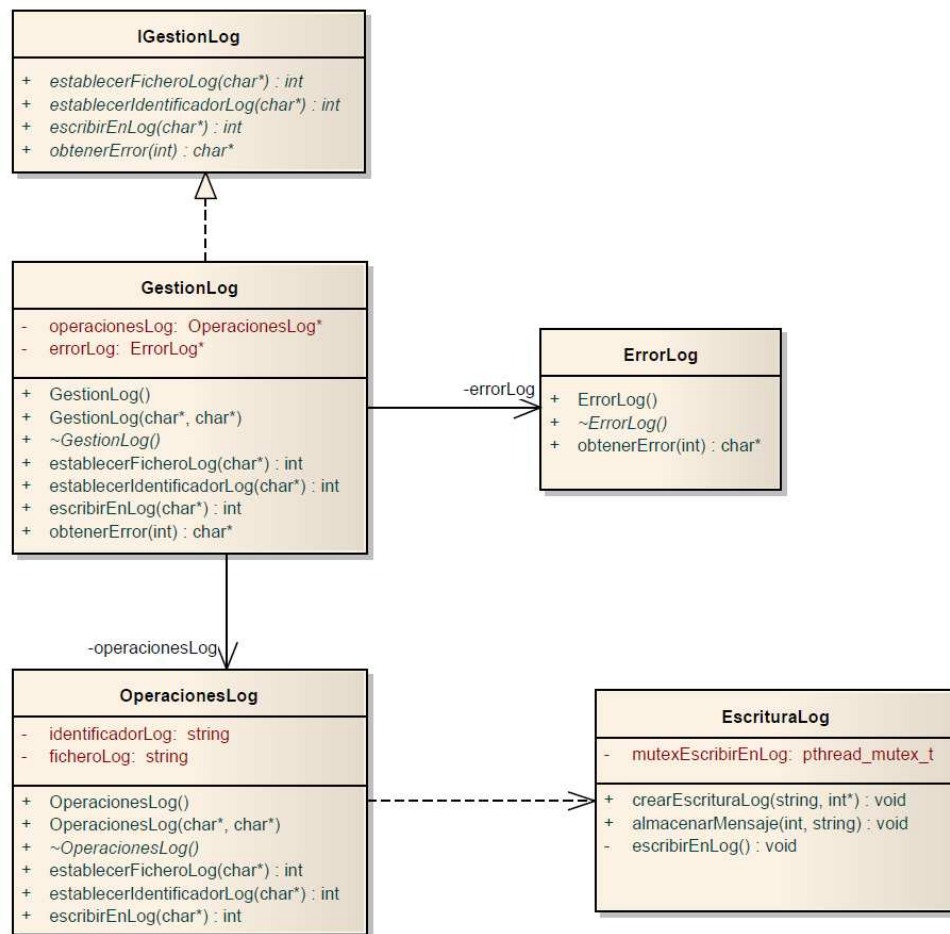 IGestionLog
+ establecerFicheroLog(char*) : int
+ establecerIdentificadorLog(char*) : int
+ escribirEnLog(char*) : int
+ obtenerError(int) : char*
GestionLog
- operacionesLog: OperacionesLog*
- errorLog: ErrorLog*
+ GestionLog()
+ GestionLog(char*, char*)
+ ~GestionLog()
+ establecerFicheroLog(char*) : int
+ establecerIdentificadorLog(char*) : int
+ escribirEnLog(char*) : int
+ obtenerError(int) : char*
-errorLog
ErrorLog
+ ErrorLog()
+ ~ErrorLog()
+ obtenerError(int) : char*
-operacionesLog
OperacionesLog
- identificadorLog: string
- ficheroLog: string
+ OperacionesLog()
+ OperacionesLog(char*, char*)
+ ~OperacionesLog()
+ establecerFicheroLog(char*) : int
+ establecerIdentificadorLog(char*) : int
+ escribirEnLog(char*) : int
EscrituraLog
- mutexEscribirEnLog: pthread_mutex_t
+ crearEscrituraLog(string, int*) : void
+ almacenarMensaje(int, string) : void
- escribirEnLog() : void